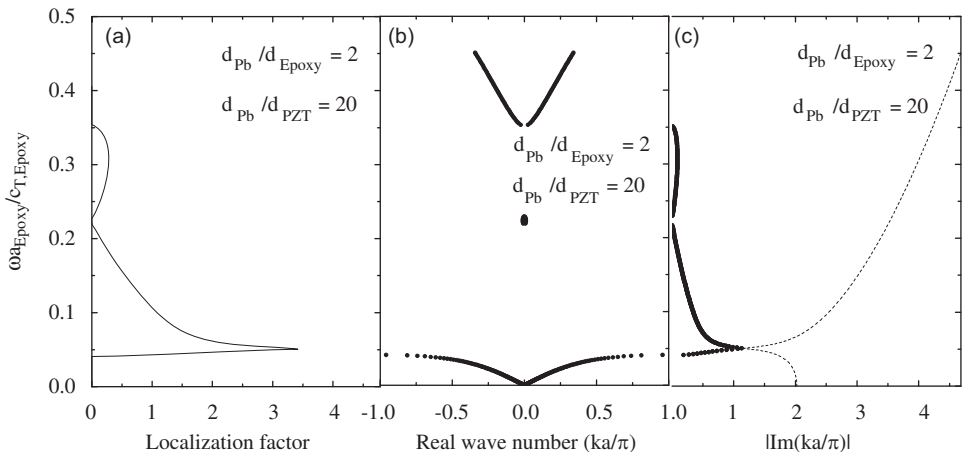 (a)
(b)
(c)
d_Pb /d_Epoxy = 2
d_Pb /d_PZT = 20
d_Pb /d_Epoxy = 2
d_Pb /d_PZT = 20
d_Pb /d_Epoxy = 2
d_Pb /d_PZT = 20
ωa_Epoxy/c_T,Epoxy
0.5
0.4
0.3
0.2
0.1
0.0
0 1 2 3 4 -1.0 -0.5 0.0 0.5 1.0 1 2 3 4
Localization factor
Real wave number (ka/π)
|Im(ka/π)|